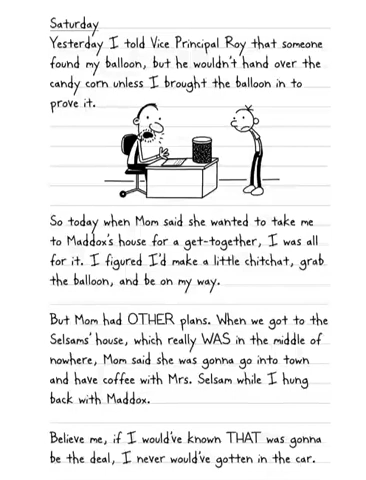 Saturday
Yesterday I told Vice Principal Roy that someone
found my balloon, but he wouldn't hand over the
candy corn unless I brought the balloon in to
prove it.
So today when Mom said she wanted to take me
to Maddox's house for a get-together, I was all
for it. I figured I'd make a little chitchat, grab
the balloon, and be on my way.
But Mom had OTHER plans. When we got to the
Selsams' house, which really WAS in the middle of
nowhere, Mom said she was gonna go into town
and have coffee with Mrs. Selsam while I hung
back with Maddox.
Believe me, if I would've known THAT was gonna
be the deal, I never would've gotten in the car.